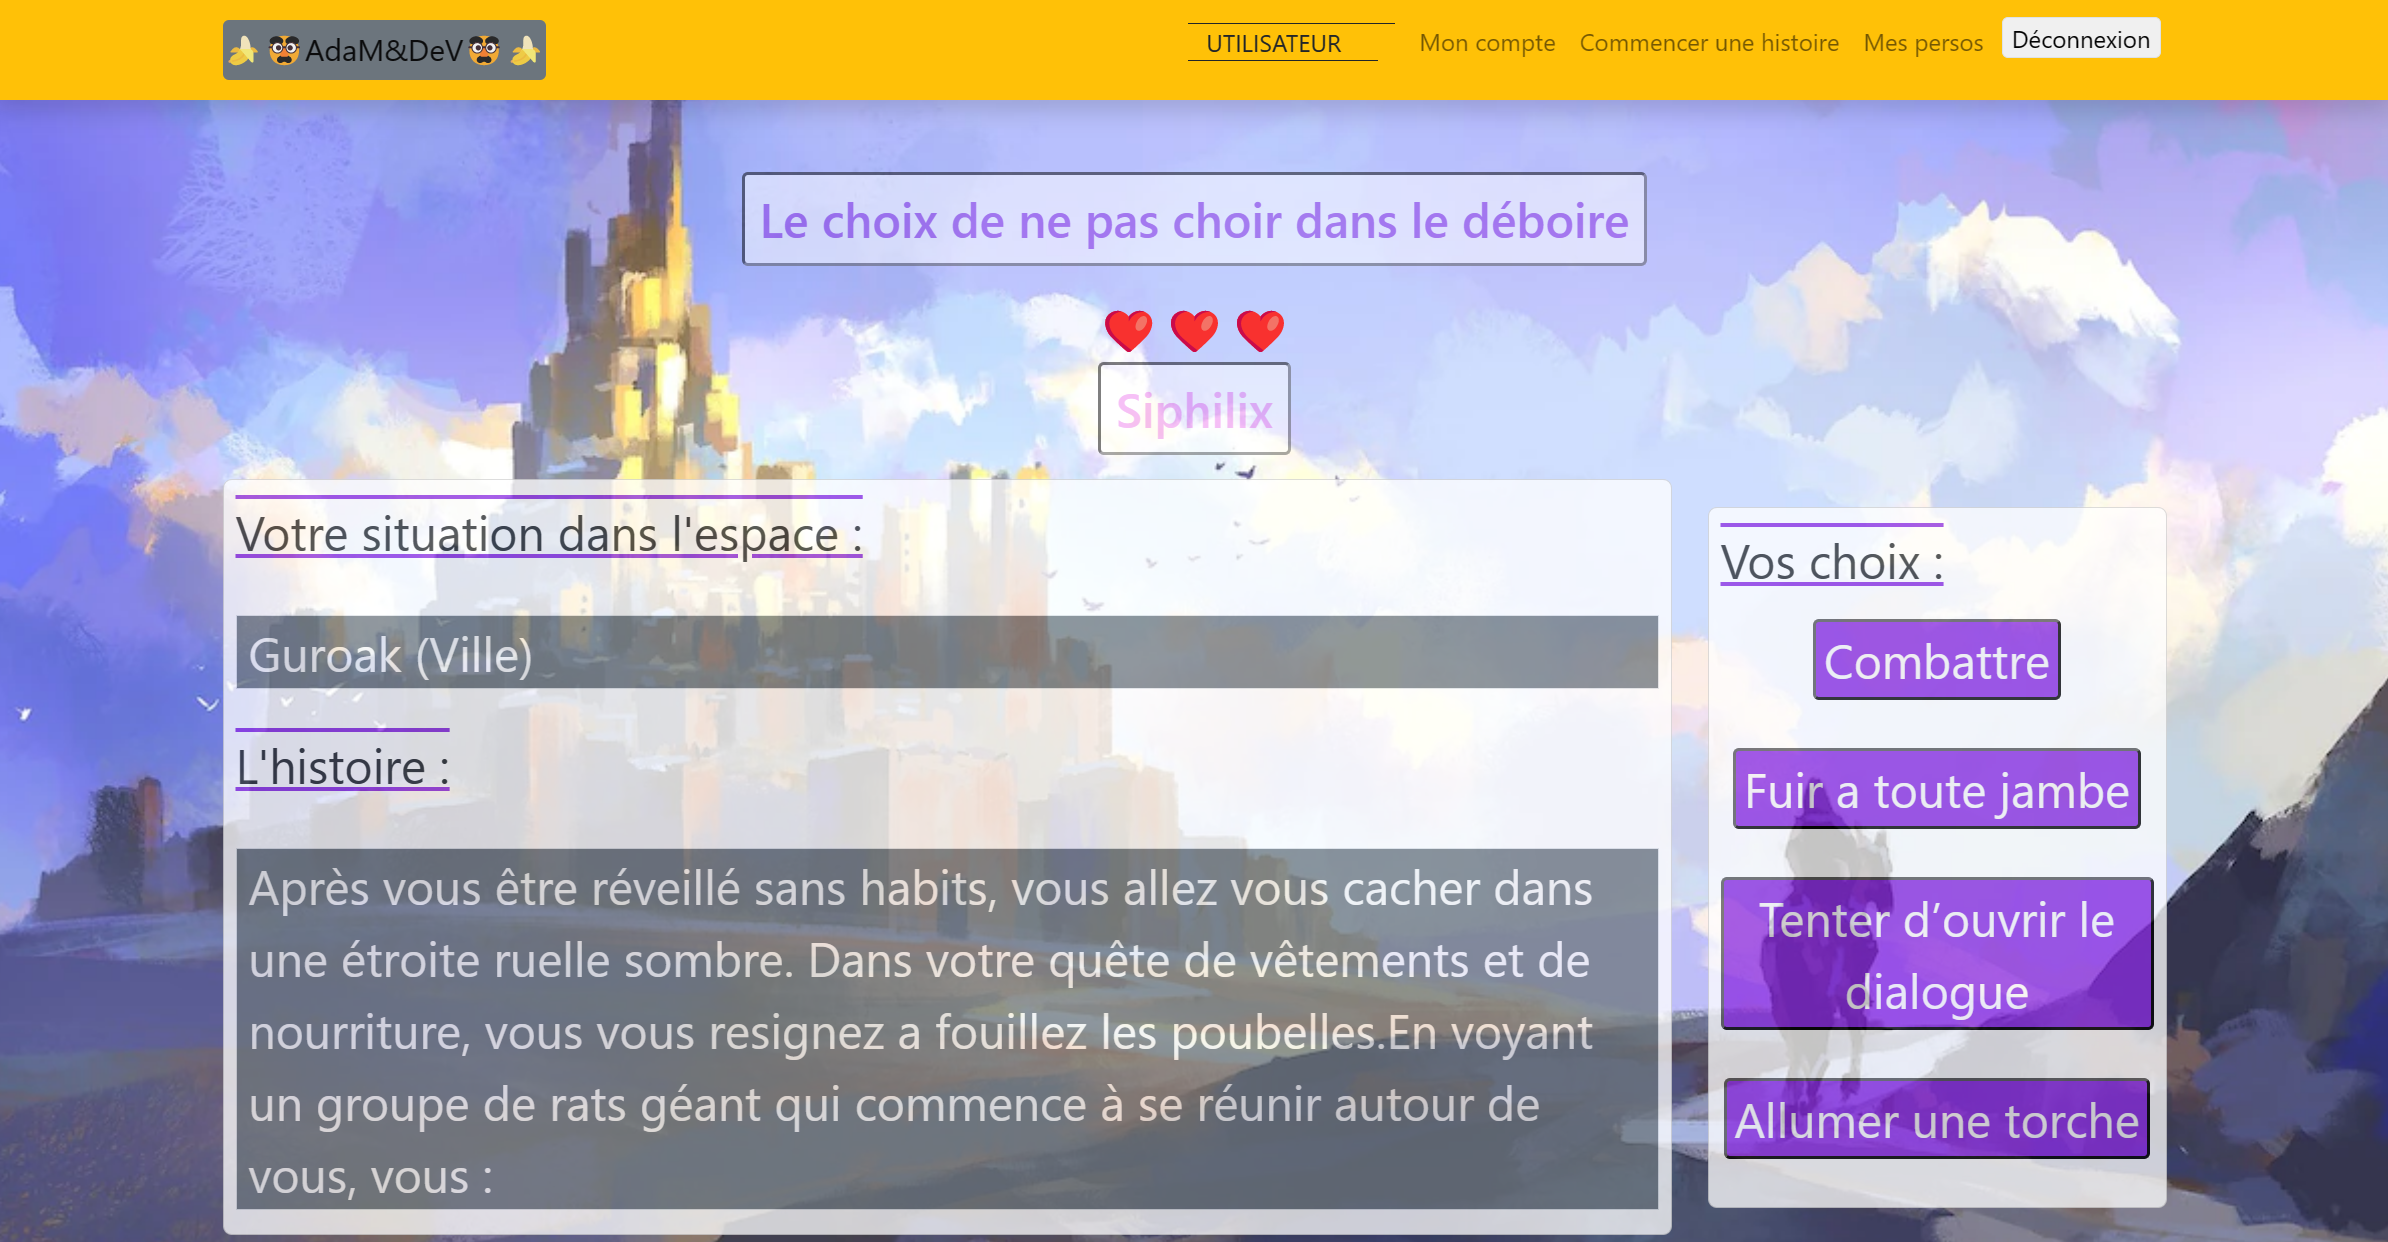 AdaM&DeV
UTILISATEUR
Mon compte
Commencer une histoire
Mes persos
Déconnexion
Le choix de ne pas choir dans le déboire
Siphilix
Votre situation dans l'espace :
Guroak (Ville)
L'histoire :
Après vous être réveillé sans habits, vous allez vous cacher dans
une étroite ruelle sombre. Dans votre quête de vêtements et de
nourriture, vous vous resignez a fouillez les poubelles.En voyant
un groupe de rats géant qui commence à se réunir autour de
vous, vous :
Vos choix :
Combattre
Fuir a toute jambe
Tenter d’ouvrir le
dialogue
Allumer une torche